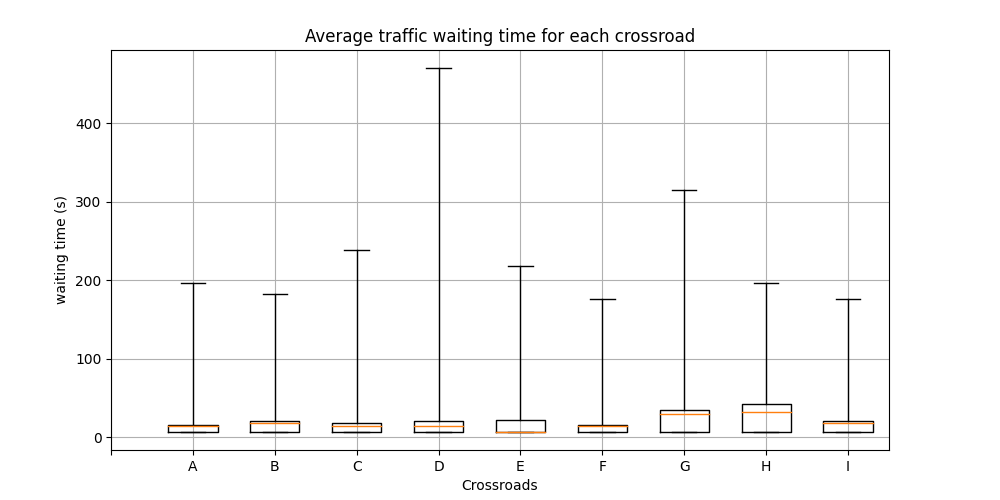 Average traffic waiting time for each crossroad
waiting time (s)
400
300
200
100
0
A B C D E F G H I
Crossroads